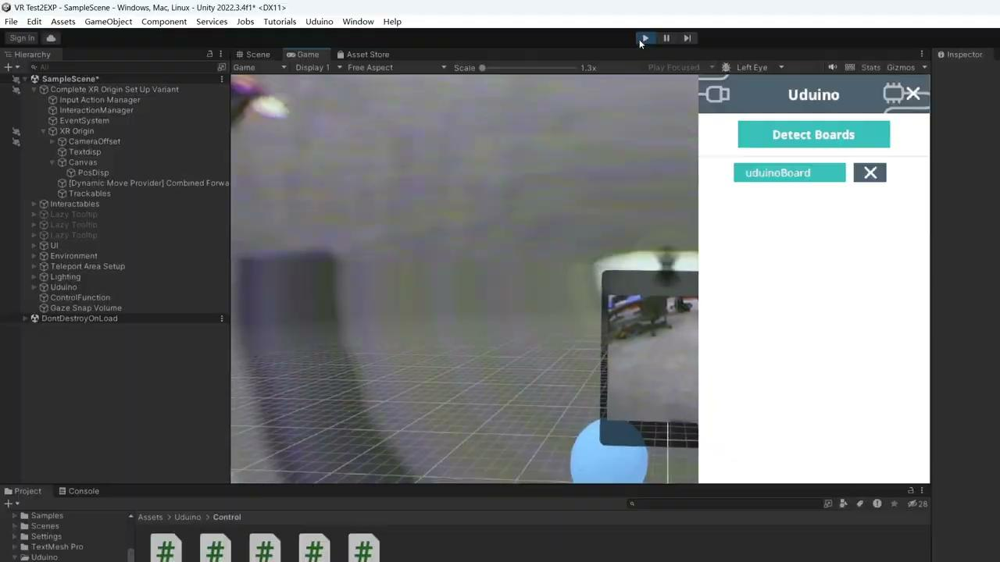 VR Test2EXP - SampleScene - Windows, Mac, Linux - Unity 2022.3.4f1* <DX11>
File Edit Assets GameObject Component Services Jobs Tutorials Uduino Window Help
Sign in
Hierarchy
Scene Game Asset Store
Inspector
All
Game Display 1 Free Aspect Scale 1.3x Play Focused Left Eye Stats Gizmos
SampleScene*
Complete XR Origin Set Up Variant
Input Action Manager
InteractionManager
EventSystem
XR Origin
CameraOffset
Textdisp
Canvas
PosDisp
[Dynamic Move Provider] Combined Forwa
Trackables
Interactables
Lazy Tooltip
Lazy Tooltip
Lazy Tooltip
UI
Environment
Teleport Area Setup
Lighting
Uduino
ControlFunction
Gaze Snap Volume
DontDestroyOnLoad
Uduino
Detect Boards
uduinoBoard
Project Console
28
Samples
Scenes
Settings
TextMesh Pro
Uduino
Assets > Uduino > Control
# # # # #